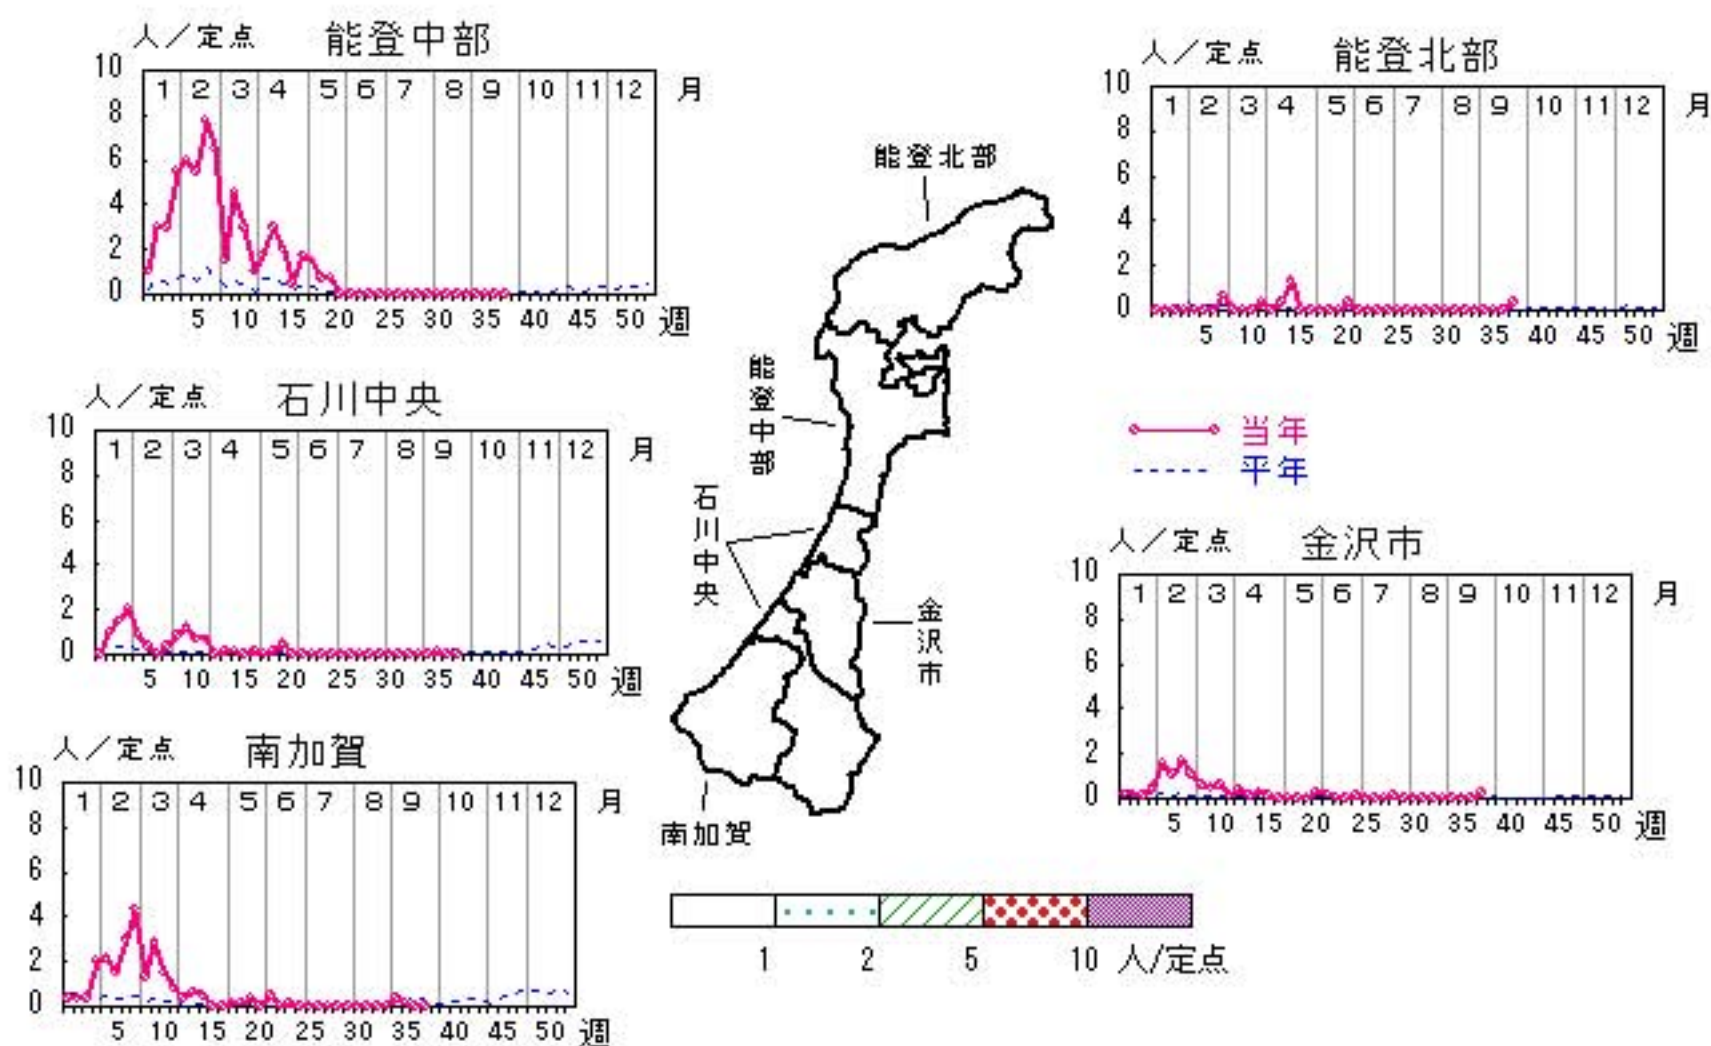 人／定点 能登中部
10 8 6 4 2 0
1 2 3 4 5 6 7 8 9 10 11 12 月
5 10 15 20 25 30 35 40 45 50 週
人／定点 能登北部
10 8 6 4 2 0
1 2 3 4 5 6 7 8 9 10 11 12 月
5 10 15 20 25 30 35 40 45 50 週
人／定点 石川中央
10 8 6 4 2 0
1 2 3 4 5 6 7 8 9 10 11 12 月
5 10 15 20 25 30 35 40 45 50 週
能登北部
能登中部
石川中央
金沢市
南加賀
当年
平年
人／定点 金沢市
10 8 6 4 2 0
1 2 3 4 5 6 7 8 9 10 11 12 月
5 10 15 20 25 30 35 40 45 50 週
人／定点 南加賀
10 8 6 4 2 0
1 2 3 4 5 6 7 8 9 10 11 12 月
5 10 15 20 25 30 35 40 45 50 週
1 2 5 10 人/定点